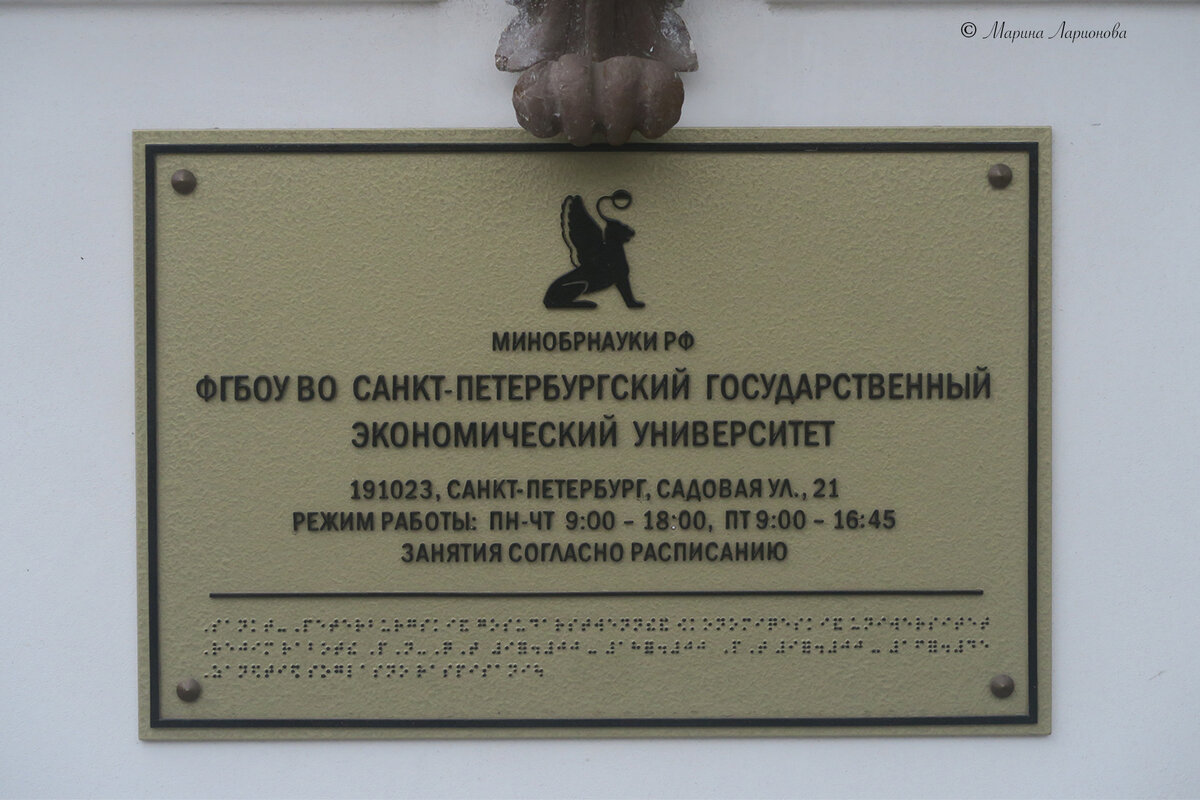 © Марина Ларионова
МИНОБРНАУКИ РФ
ФГБОУ ВО САНКТ-ПЕТЕРБУРГСКИЙ ГОСУДАРСТВЕННЫЙ
ЭКОНОМИЧЕСКИЙ УНИВЕРСИТЕТ
191023, САНКТ-ПЕТЕРБУРГ, САДОВАЯ УЛ., 21
РЕЖИМ РАБОТЫ: ПН-ЧТ 9:00 – 18:00, ПТ 9:00 – 16:45
ЗАНЯТИЯ СОГЛАСНО РАСПИСАНИЮ